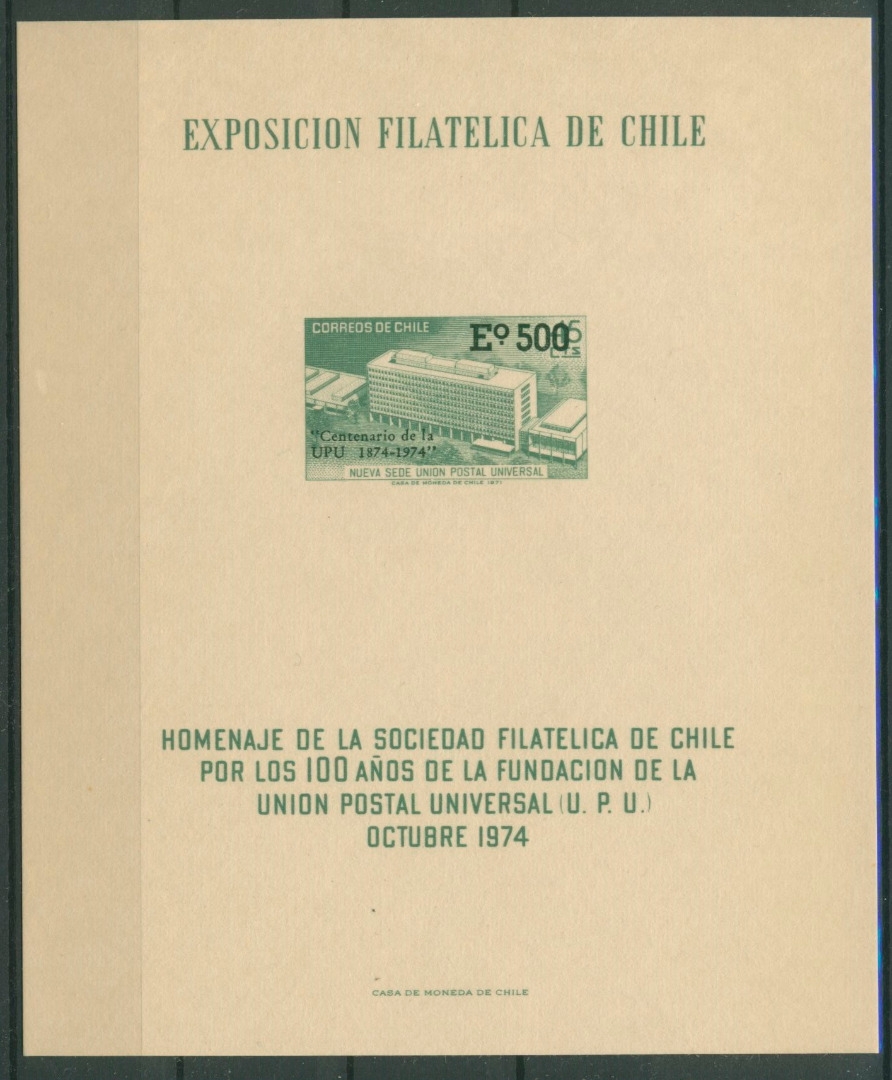 EXPOSICION FILATELICA DE CHILE
CORREOS DE CHILE
Eº 500
15
"Centenario de la
UPU 1874-1974"
NUEVA SEDE UNION POSTAL UNIVERSAL
CASA DE MONEDA DE CHILE 1971
HOMENAJE DE LA SOCIEDAD FILATELICA DE CHILE
POR LOS 100 AÑOS DE LA FUNDACION DE LA
UNION POSTAL UNIVERSAL (U. P. U.)
OCTUBRE 1974
CASA DE MONEDA DE CHILE